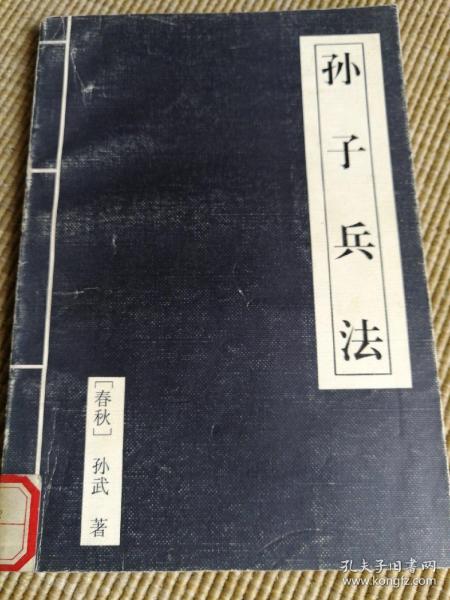 孙子兵法
[春秋] 孙武 著
孔夫子旧书网
www.kongfz.com